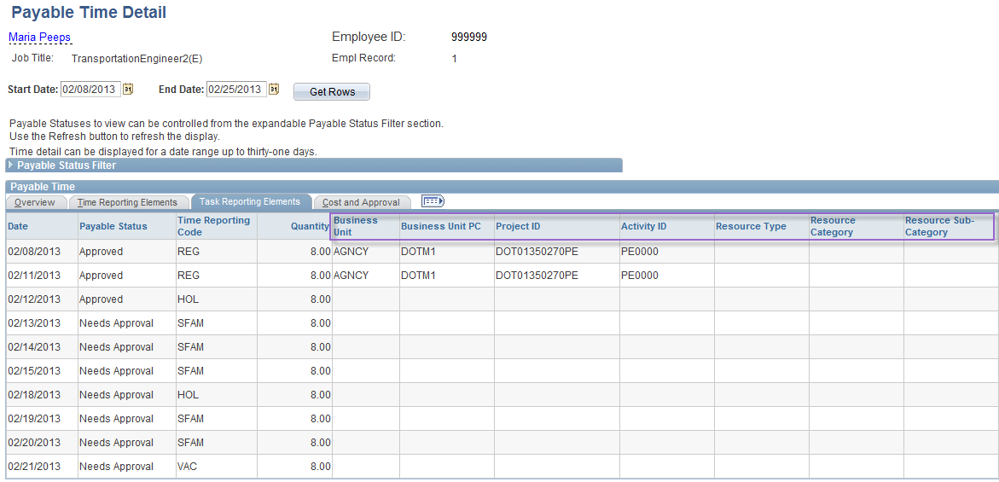 Payable Time Detail
Maria Peeps Employee ID: 999999
Job Title: TransportationEngineer2(E) Empl Record: 1
Start Date: 02/08/2013 31 End Date: 02/25/2013 31 Get Rows
Payable Statuses to view can be controlled from the expandable Payable Status Filter section.
Use the Refresh button to refresh the display.
Time detail can be displayed for a date range up to thirty-one days.
Payable Status Filter
Payable Time
Overview Time Reporting Elements Task Reporting Elements Cost and Approval
Date Payable Status Time Reporting Code Quantity Business Unit Business Unit PC Project ID Activity ID Resource Type Resource Category Resource Sub-Category
02/08/2013 Approved REG 8.00 AGNCY DOTM1 DOT01350270PE PE0000
02/11/2013 Approved REG 8.00 AGNCY DOTM1 DOT01350270PE PE0000
02/12/2013 Approved HOL 8.00
02/13/2013 Needs Approval SFAM 8.00
02/14/2013 Needs Approval SFAM 8.00
02/15/2013 Needs Approval SFAM 8.00
02/18/2013 Needs Approval HOL 8.00
02/19/2013 Needs Approval SFAM 8.00
02/20/2013 Needs Approval SFAM 8.00
02/21/2013 Needs Approval VAC 8.00